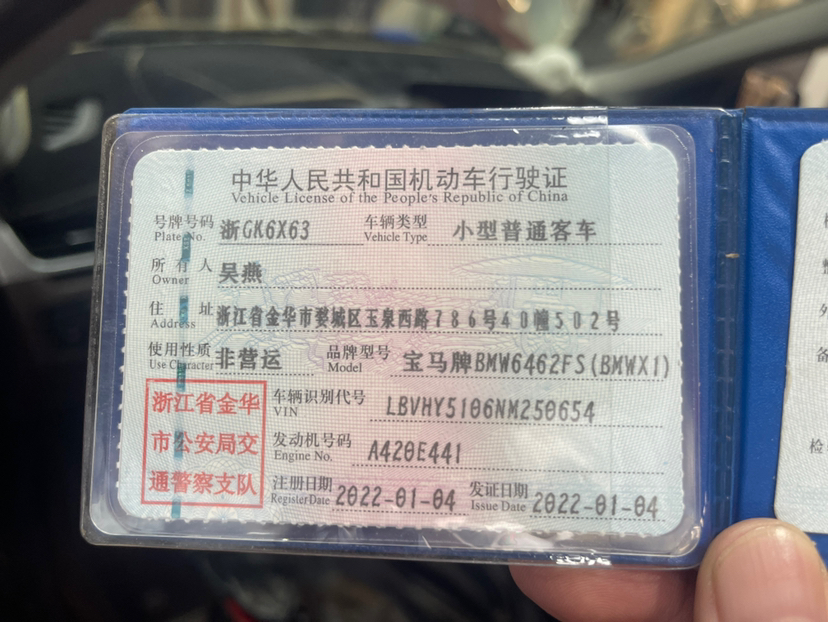 中华人民共和国机动车行驶证
Vehicle License of the People's Republic of China
号牌号码 浙GK6X63 车辆类型 小型普通客车
Plate No. Vehicle Type
所有人 吴燕
Owner
住址 浙江省金华市婺城区玉泉西路786号40幢502号
Address
使用性质 非营运 品牌型号 宝马牌BMW6462FS(BMWX1)
Use Character Model
浙江省金华
市公安局交
通警察支队
车辆识别代号 LBVHY5106NM250654
VIN
发动机号码 A420E441
Engine No.
注册日期 2022-01-04 发证日期 2022-01-04
Register Date Issue Date